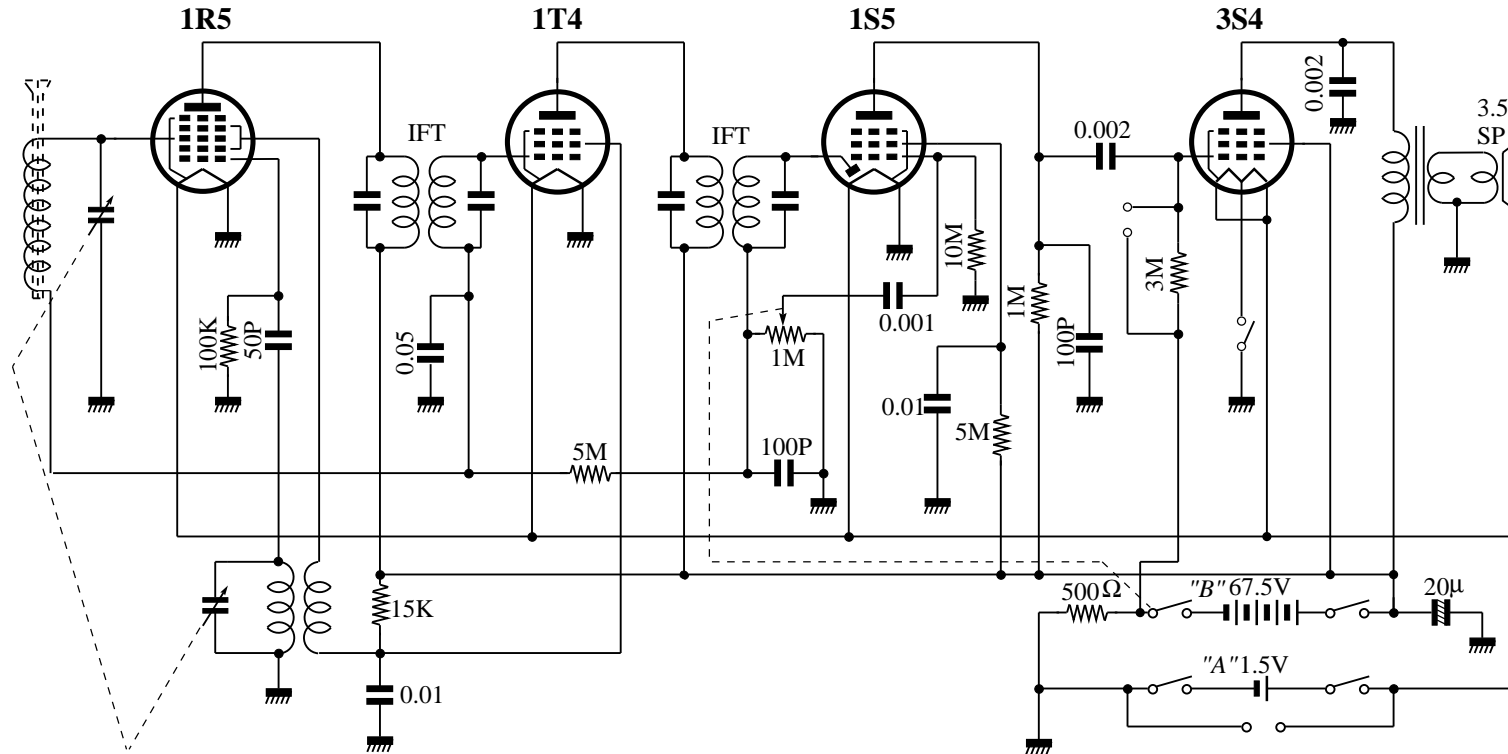 1R5
1T4
1S5
3S4
0.002
3.5
SP
IFT
IFT
0.002
10M
3M
1M
100K
50P
0.05
0.001
1M
100P
0.01
5M
5M
100P
15K
500Ω
"B" 67.5V
20μ
"A" 1.5V
0.01